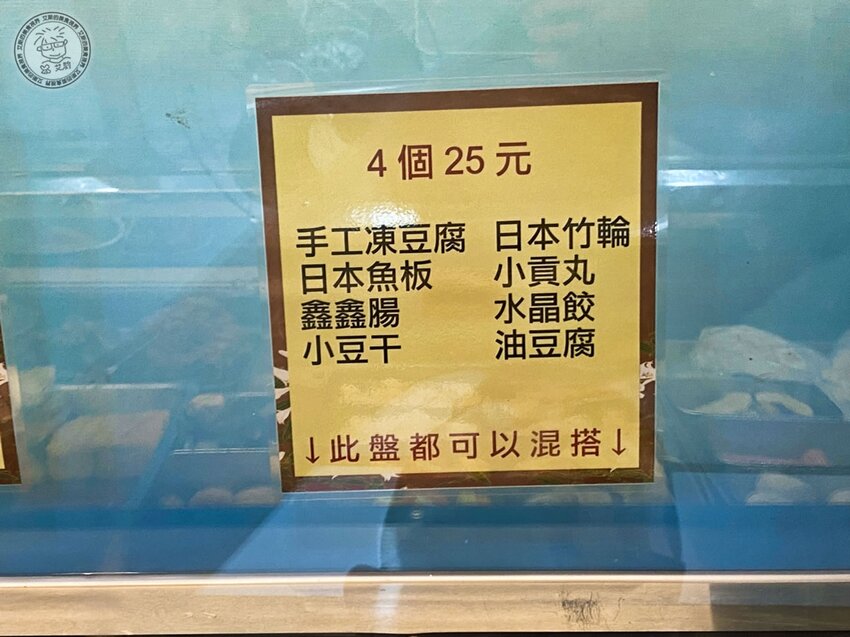 4個25元
手工凍豆腐 日本竹輪
日本魚板 小貢丸
鑫鑫腸 水晶餃
小豆干 油豆腐
↓此盤都可以混搭↓